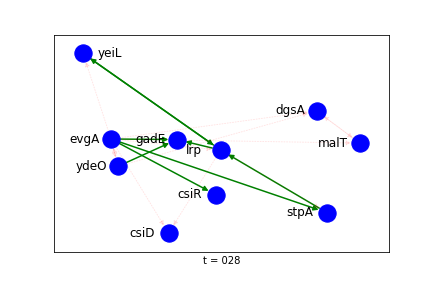 yeiL
dgsA
evgA
gadE
lrp
malT
ydeO
csiR
stpA
csiD
t = 028